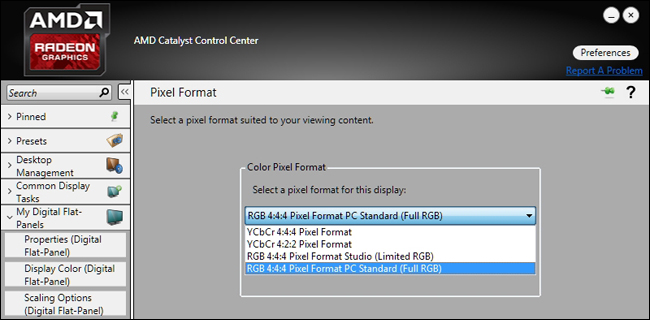 AMD
RADEON
GRAPHICS
AMD Catalyst Control Center
Preferences
Report A Problem
Search
Pinned
Presets
Desktop
Management
Common Display
Tasks
My Digital Flat-
Panels
Properties (Digital
Flat-Panel)
Display Color (Digital
Flat-Panel)
Scaling Options
(Digital Flat-Panel)
Pixel Format
?
Select a pixel format suited to your viewing content.
Color Pixel Format
Select a pixel format for this display:
RGB 4:4:4 Pixel Format PC Standard (Full RGB)
YCbCr 4:4:4 Pixel Format
YCbCr 4:2:2 Pixel Format
RGB 4:4:4 Pixel Format Studio (Limited RGB)
RGB 4:4:4 Pixel Format PC Standard (Full RGB)